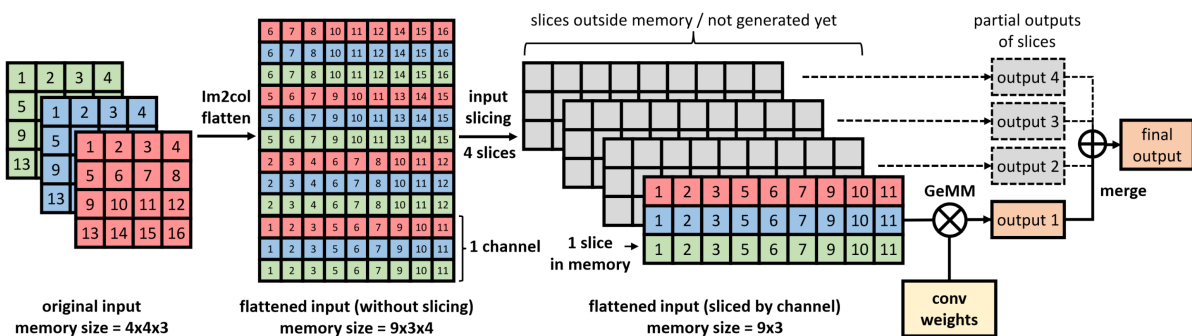 slices outside memory / not generated yet
partial outputs
of slices
1 2 3 4
5
9
13
1 2 3 4
5
9
13
1 2 3 4
5 6 7 8
9 10 11 12
13 14 15 16
original input
memory size = 4x4x3
Im2col
flatten
6 7 8 10 11 12 14 15 16
6 7 8 10 11 12 14 15 16
6 7 8 10 11 12 14 15 16
5 6 7 9 10 11 13 14 15
5 6 7 9 10 11 13 14 15
5 6 7 9 10 11 13 14 15
2 3 4 6 7 8 10 11 12
2 3 4 6 7 8 10 11 12
2 3 4 6 7 8 10 11 12
1 2 3 5 6 7 9 10 11
1 2 3 5 6 7 9 10 11
1 2 3 5 6 7 9 10 11
1 channel
flattened input (without slicing)
memory size = 9x3x4
input
slicing
4 slices
1 2 3 5 6 7 9 10 11
1 2 3 5 6 7 9 10 11
1 2 3 5 6 7 9 10 11
1 slice
in memory
flattened input (sliced by channel)
memory size = 9x3
GeMM
conv
weights
output 4
output 3
output 2
output 1
merge
final
output